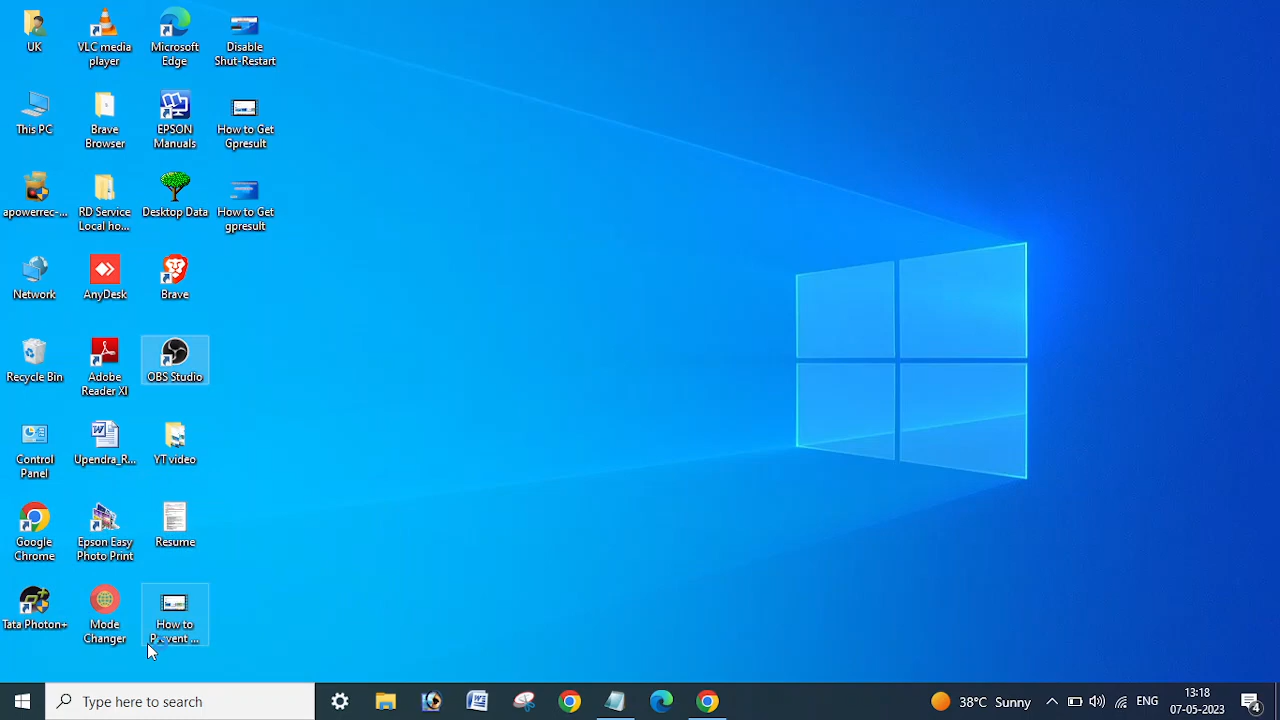 UK
VLC media
player
Microsoft
Edge
Disable
Shut-Restart
This PC
Brave
Browser
EPSON
Manuals
How to Get
Gpresult
apowerrec-...
RD Service
Local ho...
Desktop Data
How to Get
gpresult
Network
AnyDesk
Brave
Recycle Bin
Adobe
Reader XI
OBS Studio
Control
Panel
Upendra_R...
YT video
Google
Chrome
Epson Easy
Photo Print
Resume
Tata Photon+
Mode
Changer
How to
Prevent ...
Type here to search
38°C Sunny
ENG
13:18
07-05-2023
4